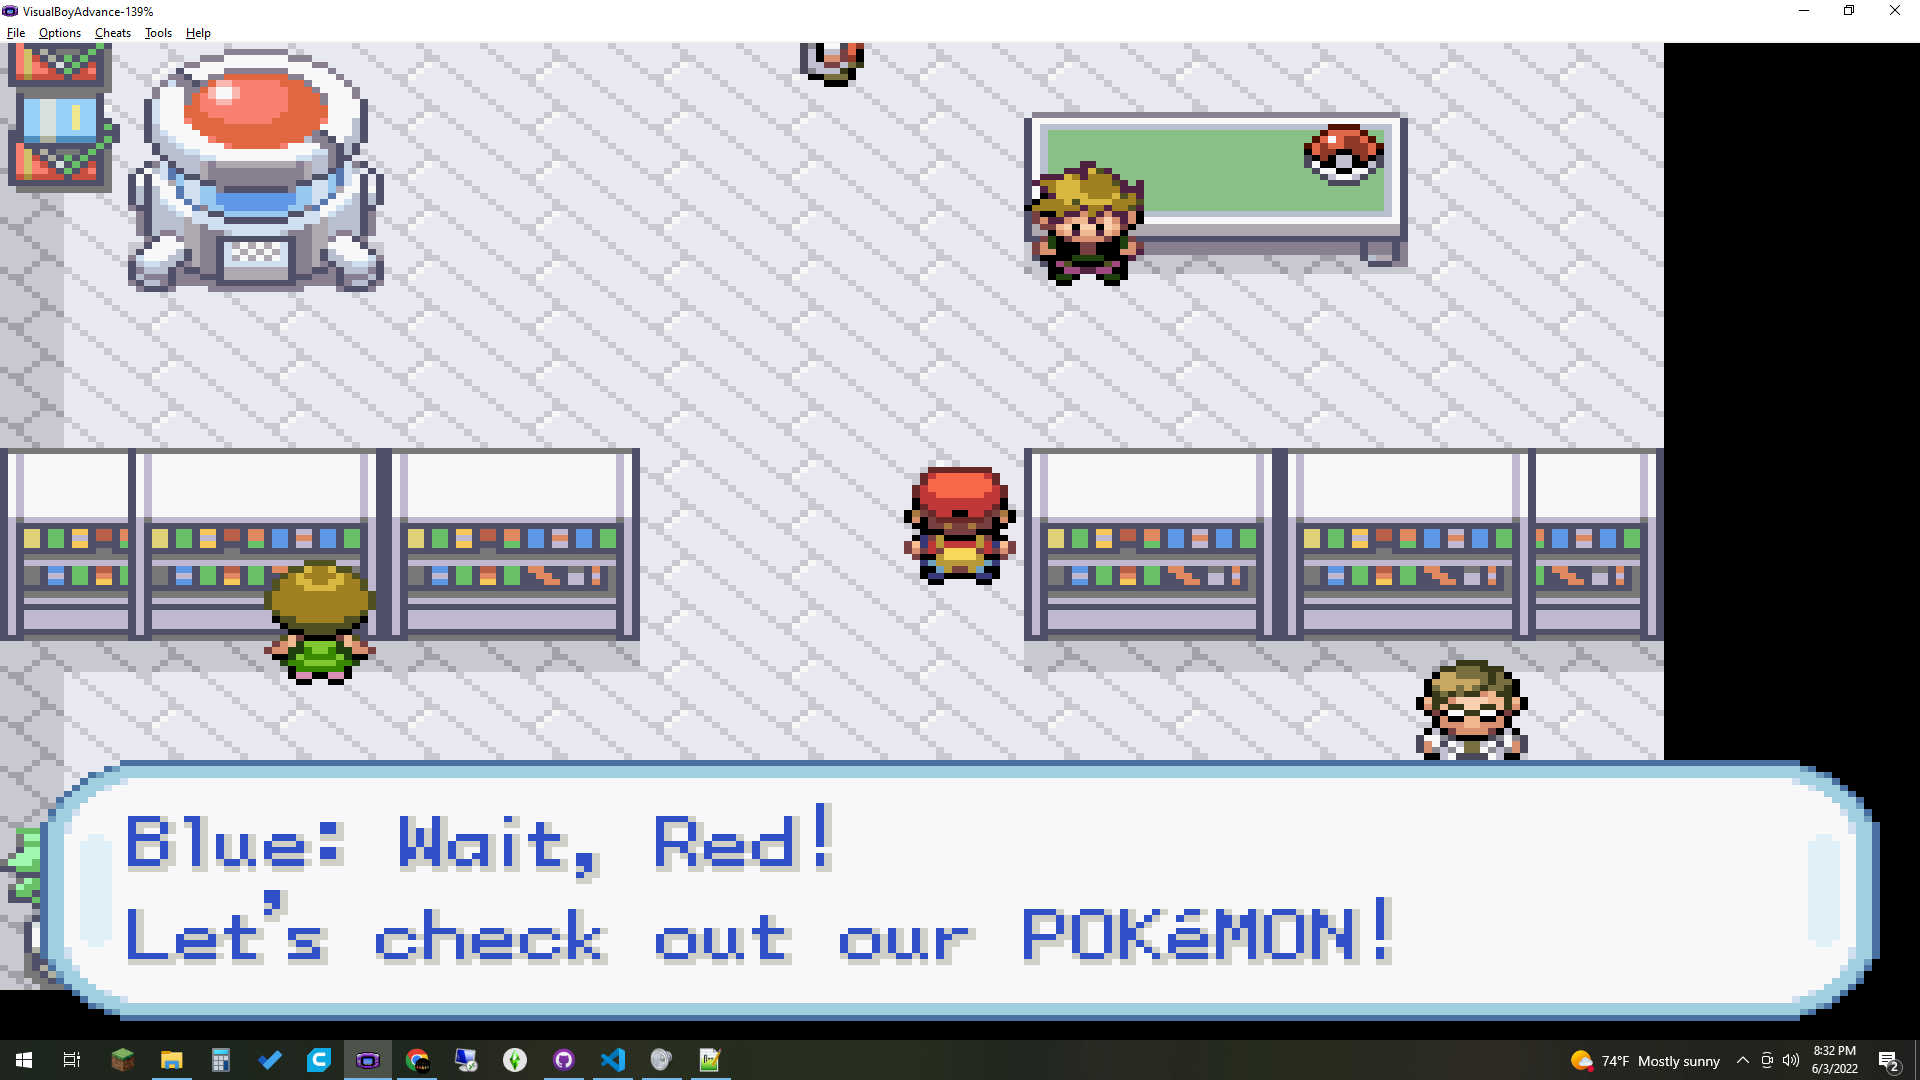 VisualBoyAdvance-139%
File Options Cheats Tools Help
Blue: Wait, Red!
Let's check out our POKéMON!
74°F Mostly sunny
8:32 PM
6/3/2022
2